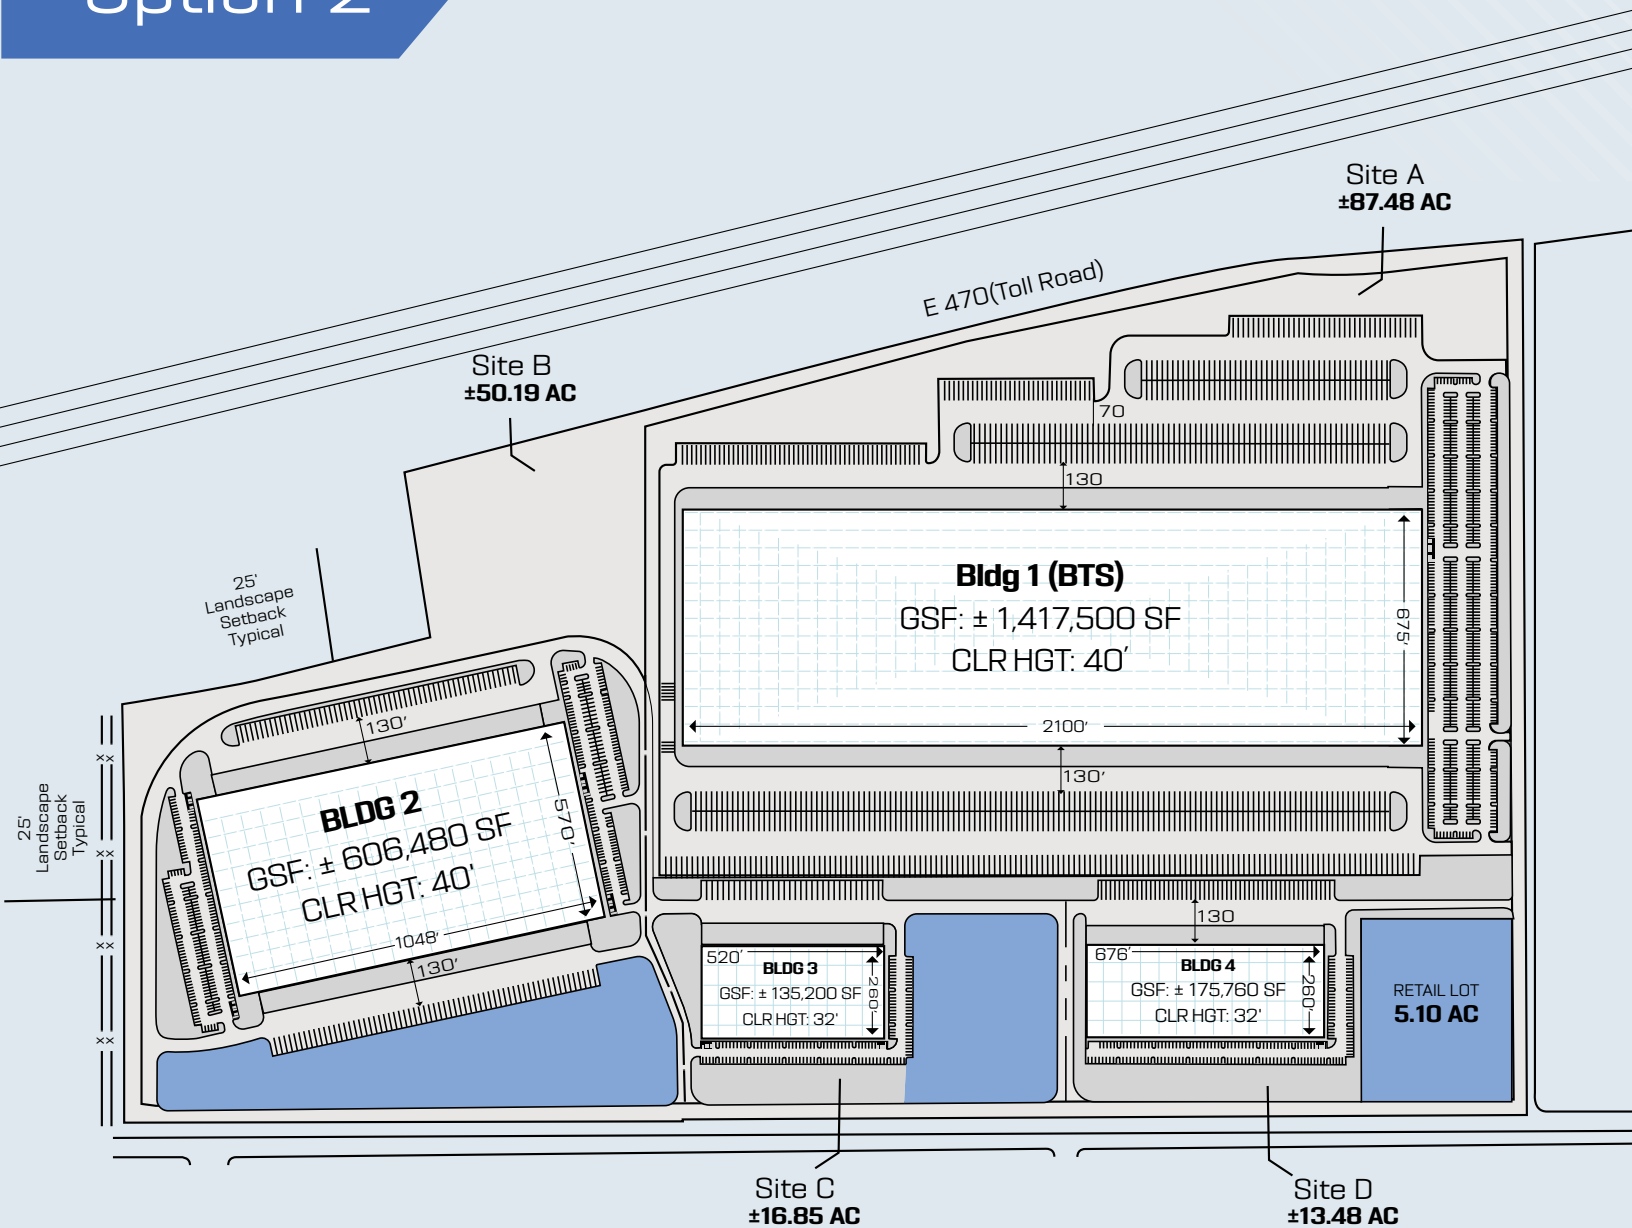 Option 2
Site A
±87.48 AC
E 470(Toll Road)
Site B
±50.19 AC
70
130
25'
Landscape
Setback
Typical
Bldg 1 (BTS)
GSF: ± 1,417,500 SF
CLR HGT: 40'
675'
2100'
130'
130'
BLDG 2
GSF: ± 606,480 SF
CLR HGT: 40'
570'
1048'
130'
25'
Landscape
Setback
Typical
x x
x x
x x
x x
520'
BLDG 3
GSF: ± 135,200 SF
CLR HGT: 32'
260'
130
676'
BLDG 4
GSF: ± 175,760 SF
CLR HGT: 32'
260'
RETAIL LOT
5.10 AC
Site C
±16.85 AC
Site D
±13.48 AC